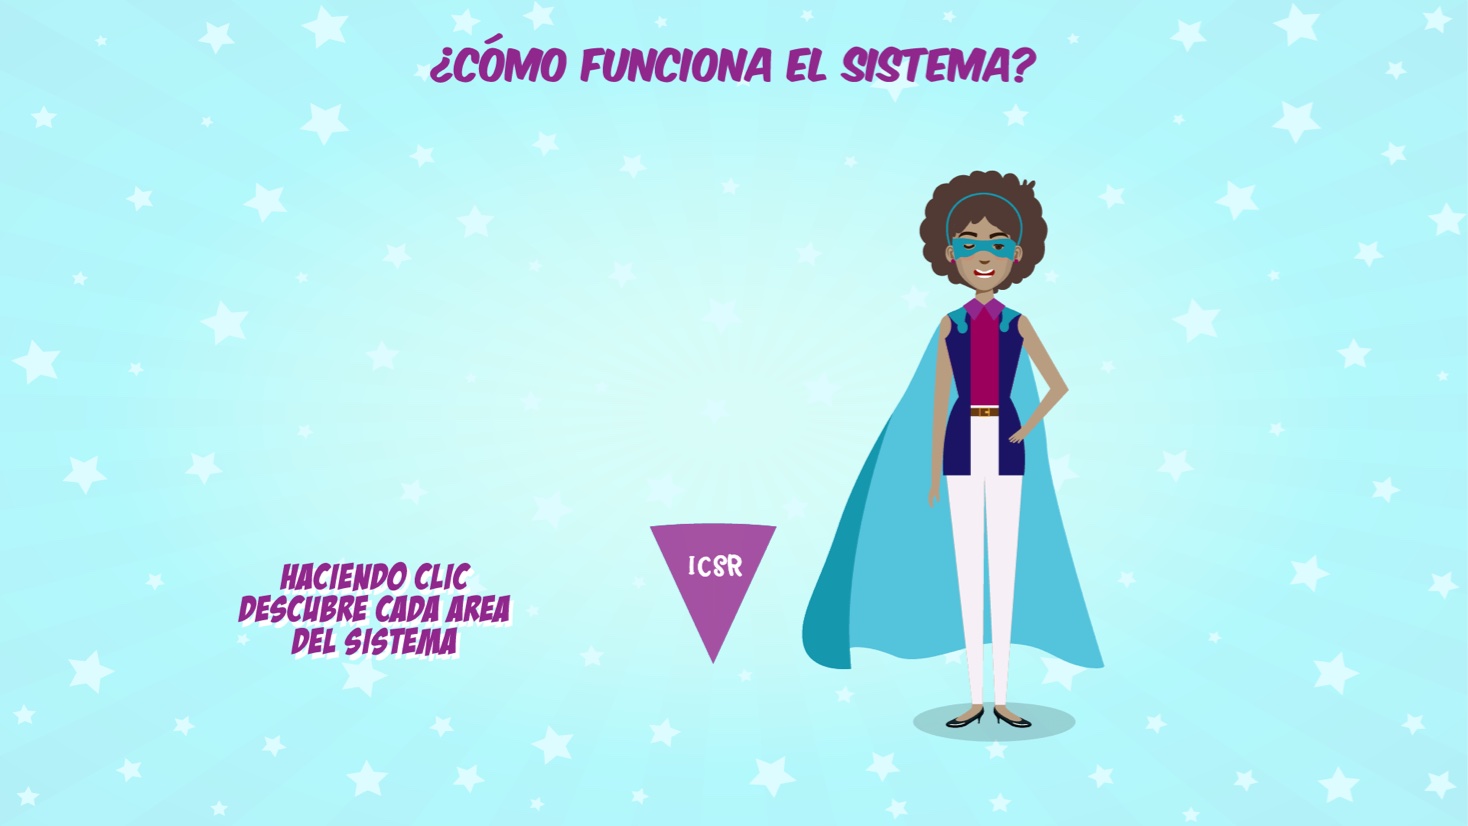 ¿CÓMO FUNCIONA EL SISTEMA?
HACIENDO CLIC
DESCUBRE CADA AREA
DEL SISTEMA
ICSR